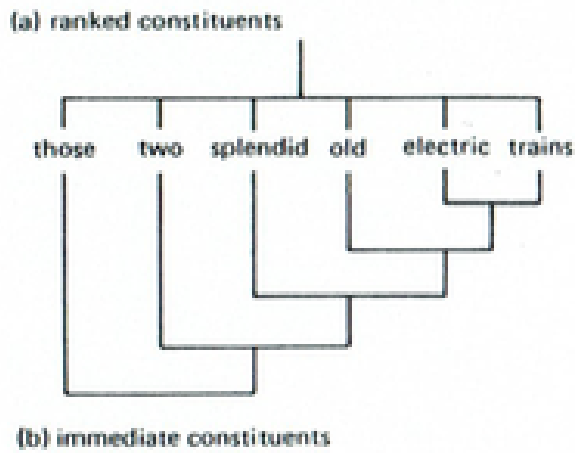 (a) ranked constituents
those two splendid old electric trains
(b) immediate constituents